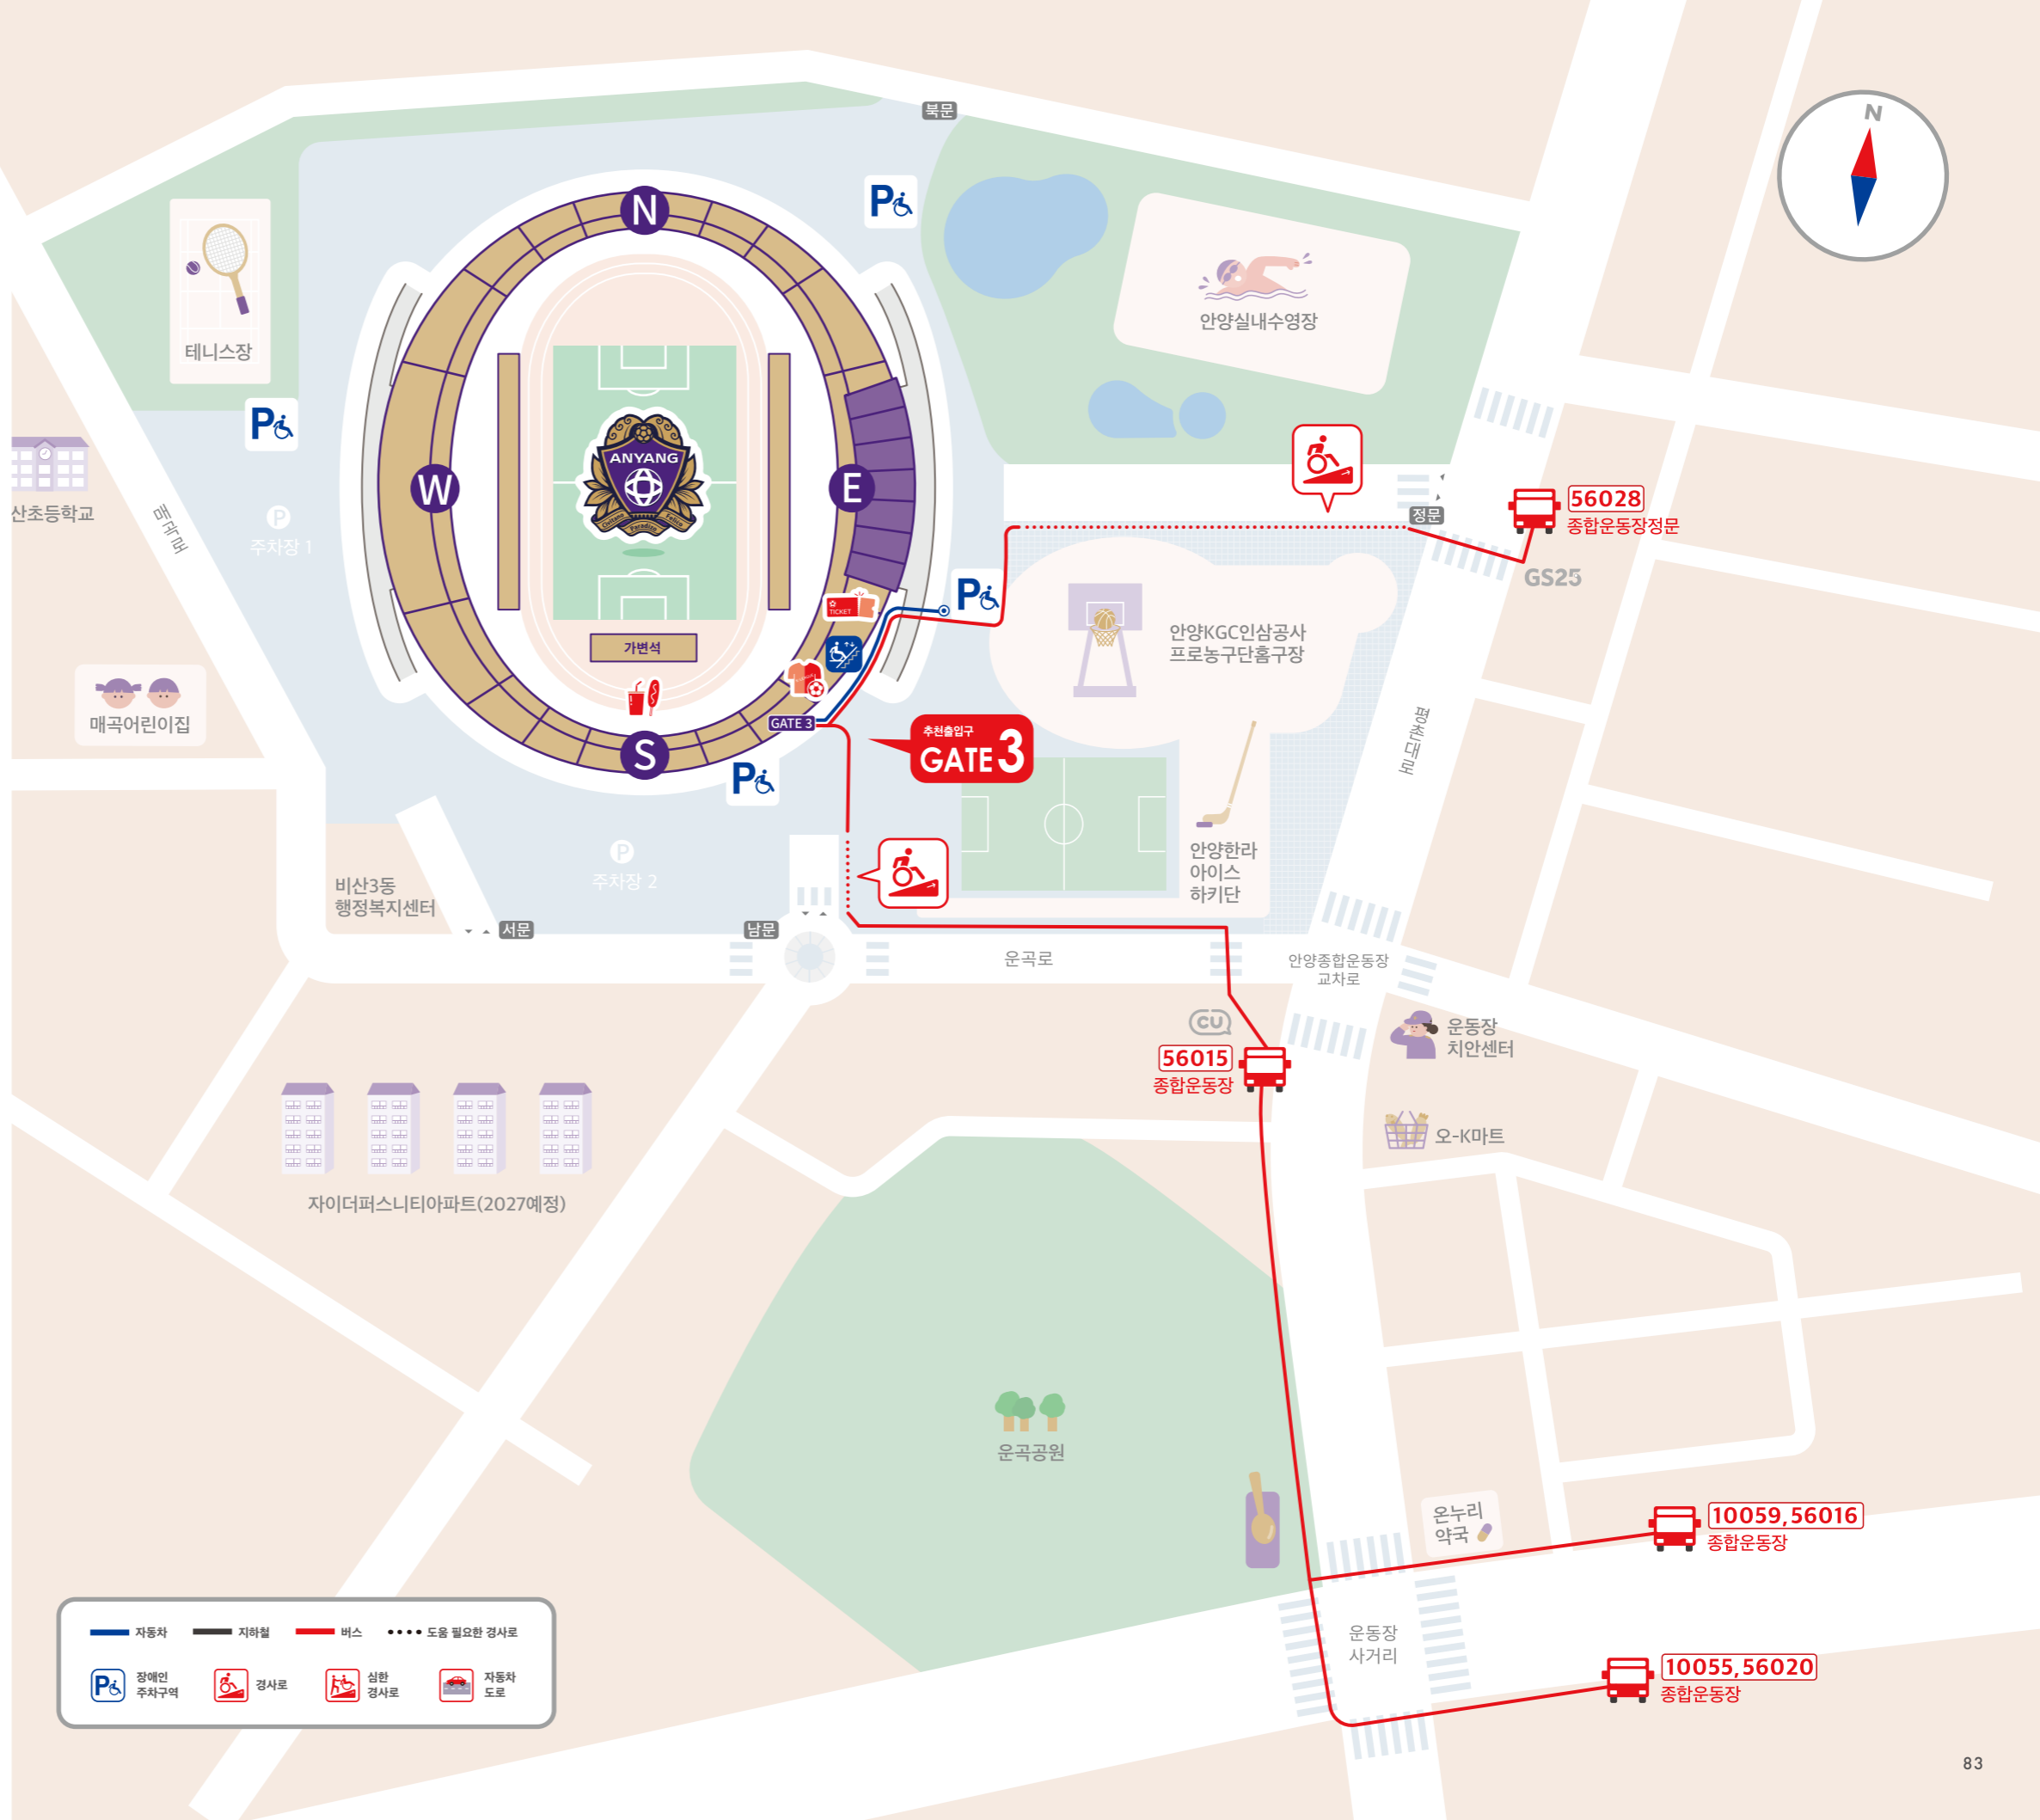 북문
N
N
테니스장
안양실내수영장
ANYANG
W
E
산초등학교
매곡로
P
주차장 1
정문
56028
종합운동장정문
GS25
TICKET
P
P
P
P
가변석
안양KGC인삼공사
프로농구단홈구장
매곡어린이집
GATE 3
추천출입구
GATE 3
S
평촌대로
P
주차장 2
안양한라
아이스
하키단
비산3동
행정복지센터
서문
남문
운곡로
안양종합운동장
교차로
CU
56015
종합운동장
운동장
치안센터
오-K마트
자이더퍼스니티아파트(2027예정)
운곡공원
온누리
약국
10059,56016
종합운동장
운동장
사거리
10055,56020
종합운동장
자동차
지하철
버스
도움 필요한 경사로
P
장애인
주차구역
경사로
심한
경사로
자동차
도로
83